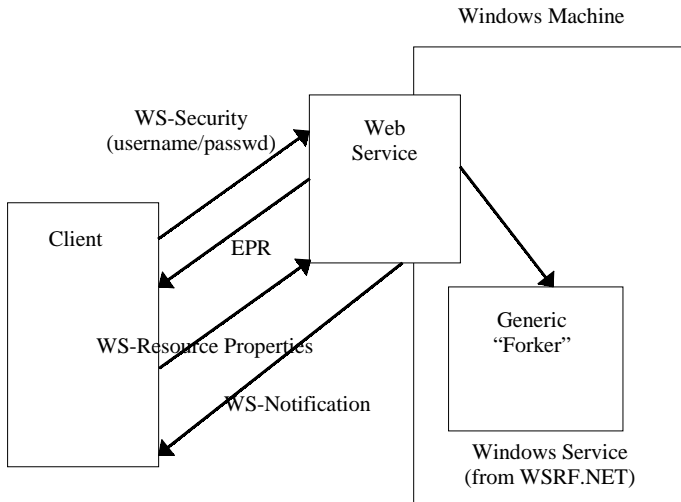 Windows Machine
WS-Security
(username/passwd)
Web
Service
Client
EPR
Generic
“Forker”
WS-Resource Properties
WS-Notification
Windows Service
(from WSRF.NET)